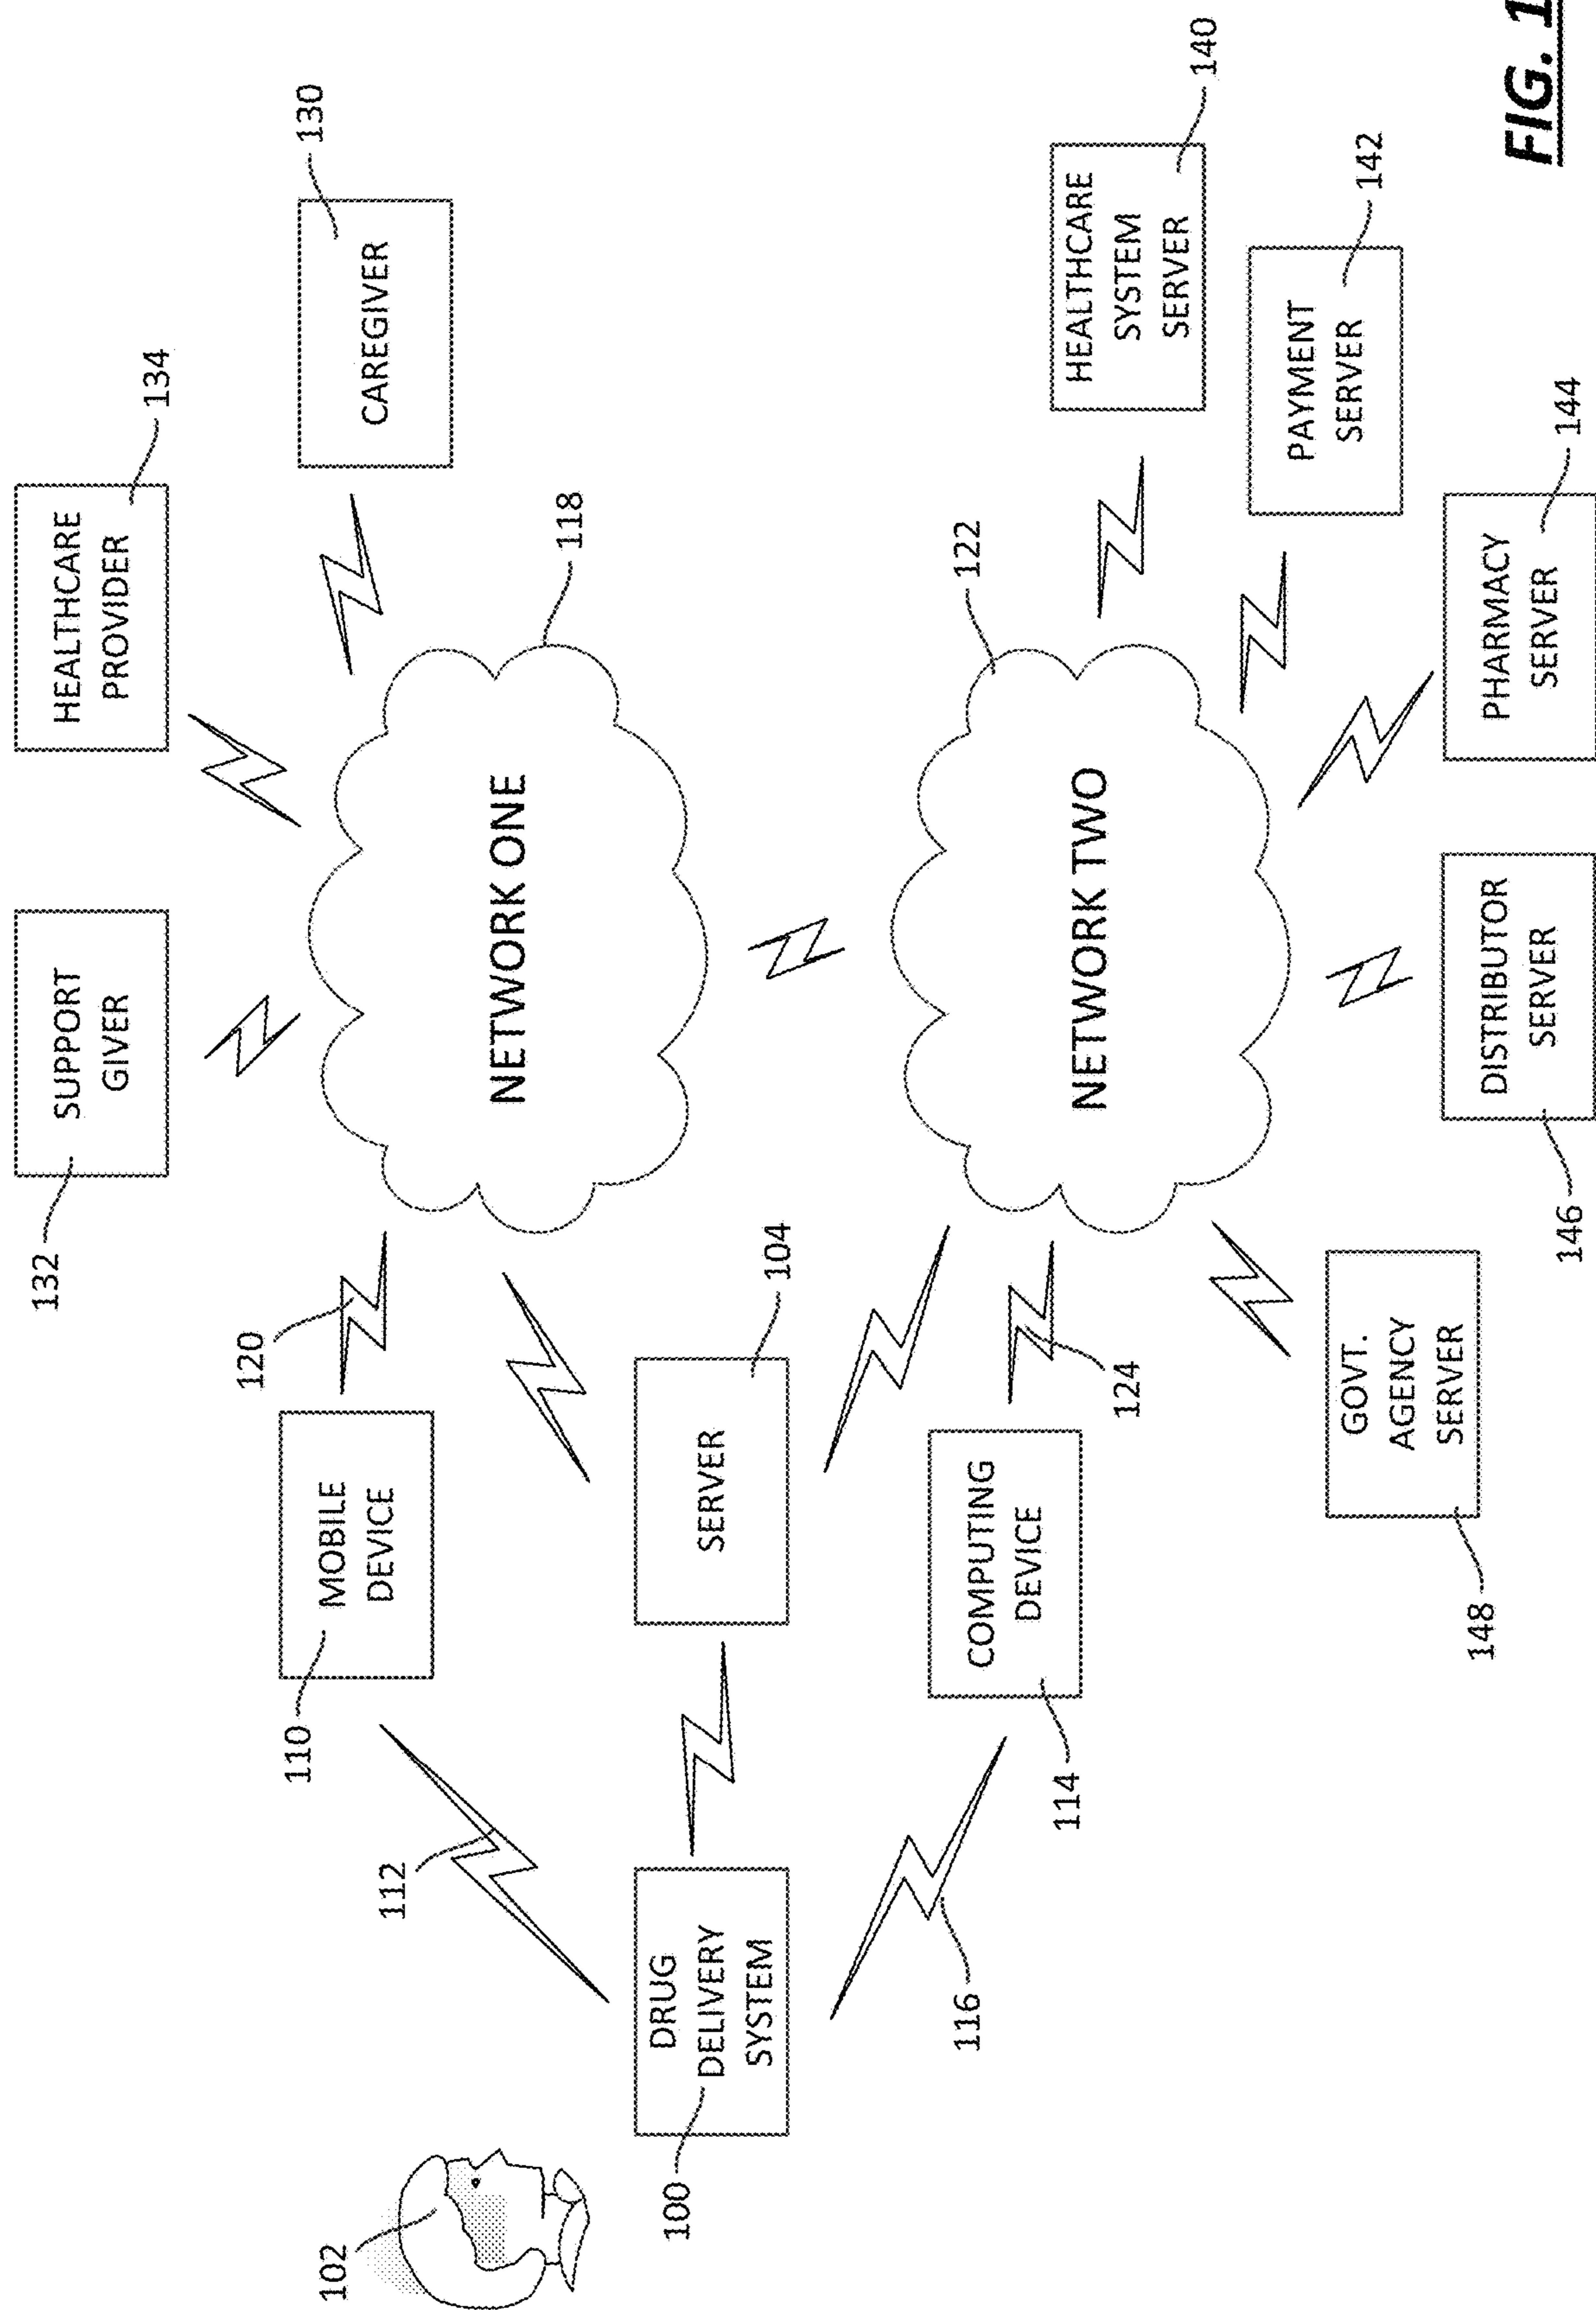 132
SUPPORT
GIVER
HEALTHCARE
PROVIDER
134
130
CAREGIVER
120
110
MOBILE
DEVICE
NETWORK ONE
118
102
112
104
SERVER
100
DRUG
DELIVERY
SYSTEM
116
114
COMPUTING
DEVICE
124
NETWORK TWO
122
HEALTHCARE
SYSTEM
SERVER
140
PAYMENT
SERVER
142
148
GOVT.
AGENCY
SERVER
146
DISTRIBUTOR
SERVER
PHARMACY
SERVER
144
FIG. 1